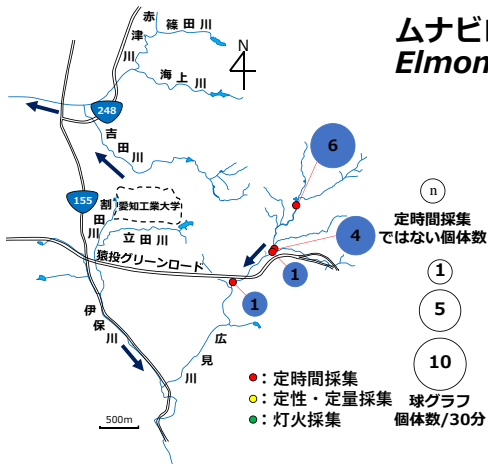 ムナビ
Elmon
赤津川
篠田川
海上川
N
248
吉田川
155
割田川
愛知工業大学
立田川
猿投グリーンロード
伊保川
広見川
6
4
1
1
n
定時間採集
ではない個体数
1
5
10
球グラフ
個体数/30分
●：定時間採集
●：定性・定量採集
●：灯火採集
500m